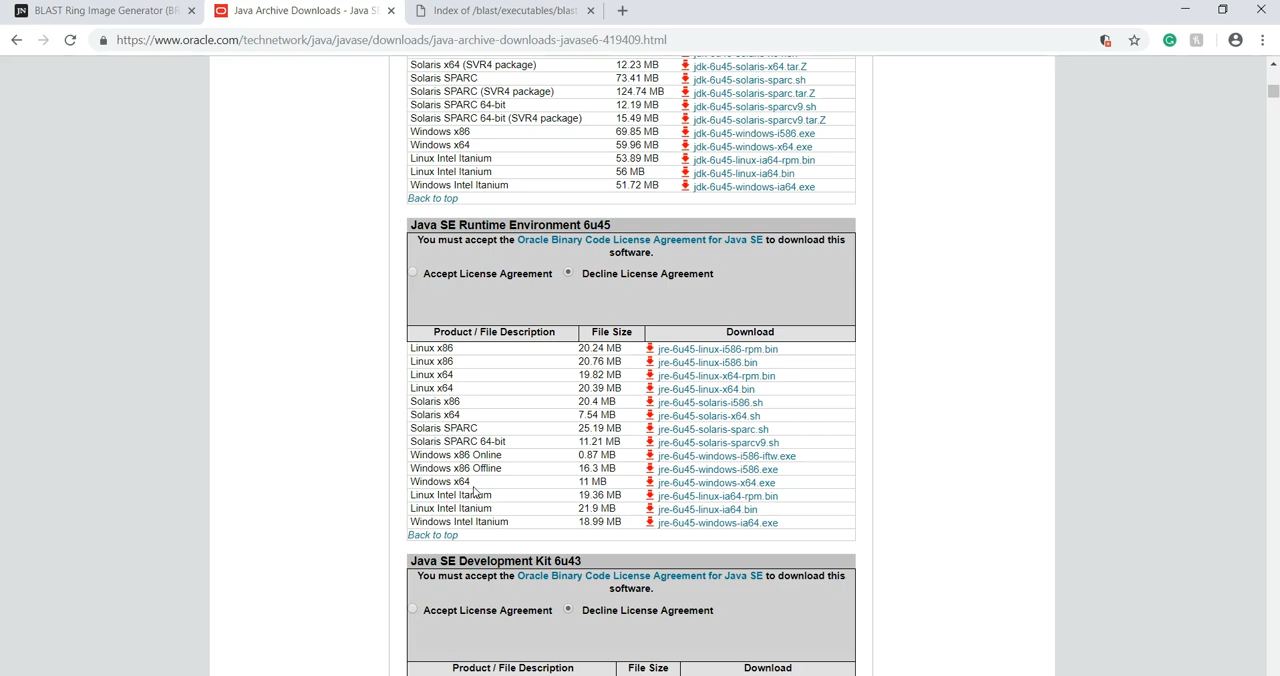 BLAST Ring Image Generator (BR
Java Archive Downloads - Java SE
Index of /blast/executables/blast
https://www.oracle.com/technetwork/java/javase/downloads/java-archive-downloads-javase6-419409.html
Solaris x64 (SVR4 package) 12.23 MB jdk-6u45-solaris-x64.tar.Z
Solaris SPARC 73.41 MB jdk-6u45-solaris-sparc.sh
Solaris SPARC (SVR4 package) 124.74 MB jdk-6u45-solaris-sparc.tar.Z
Solaris SPARC 64-bit 12.19 MB jdk-6u45-solaris-sparcv9.sh
Solaris SPARC 64-bit (SVR4 package) 15.49 MB jdk-6u45-solaris-sparcv9.tar.Z
Windows x86 69.85 MB jdk-6u45-windows-i586.exe
Windows x64 59.96 MB jdk-6u45-windows-x64.exe
Linux Intel Itanium 53.89 MB jdk-6u45-linux-ia64-rpm.bin
Linux Intel Itanium 56 MB jdk-6u45-linux-ia64.bin
Windows Intel Itanium 51.72 MB jdk-6u45-windows-ia64.exe
Back to top
Java SE Runtime Environment 6u45
You must accept the Oracle Binary Code License Agreement for Java SE to download this
software.
Accept License Agreement Decline License Agreement
Product / File Description File Size Download
Linux x86 20.24 MB jre-6u45-linux-i586-rpm.bin
Linux x86 20.76 MB jre-6u45-linux-i586.bin
Linux x64 19.82 MB jre-6u45-linux-x64-rpm.bin
Linux x64 20.39 MB jre-6u45-linux-x64.bin
Solaris x86 20.4 MB jre-6u45-solaris-i586.sh
Solaris x64 7.54 MB jre-6u45-solaris-x64.sh
Solaris SPARC 25.19 MB jre-6u45-solaris-sparc.sh
Solaris SPARC 64-bit 11.21 MB jre-6u45-solaris-sparcv9.sh
Windows x86 Online 0.87 MB jre-6u45-windows-i586-iftw.exe
Windows x86 Offline 16.3 MB jre-6u45-windows-i586.exe
Windows x64 11 MB jre-6u45-windows-x64.exe
Linux Intel Itanium 19.36 MB jre-6u45-linux-ia64-rpm.bin
Linux Intel Itanium 21.9 MB jre-6u45-linux-ia64.bin
Windows Intel Itanium 18.99 MB jre-6u45-windows-ia64.exe
Back to top
Java SE Development Kit 6u43
You must accept the Oracle Binary Code License Agreement for Java SE to download this
software.
Accept License Agreement Decline License Agreement
Product / File Description File Size Download